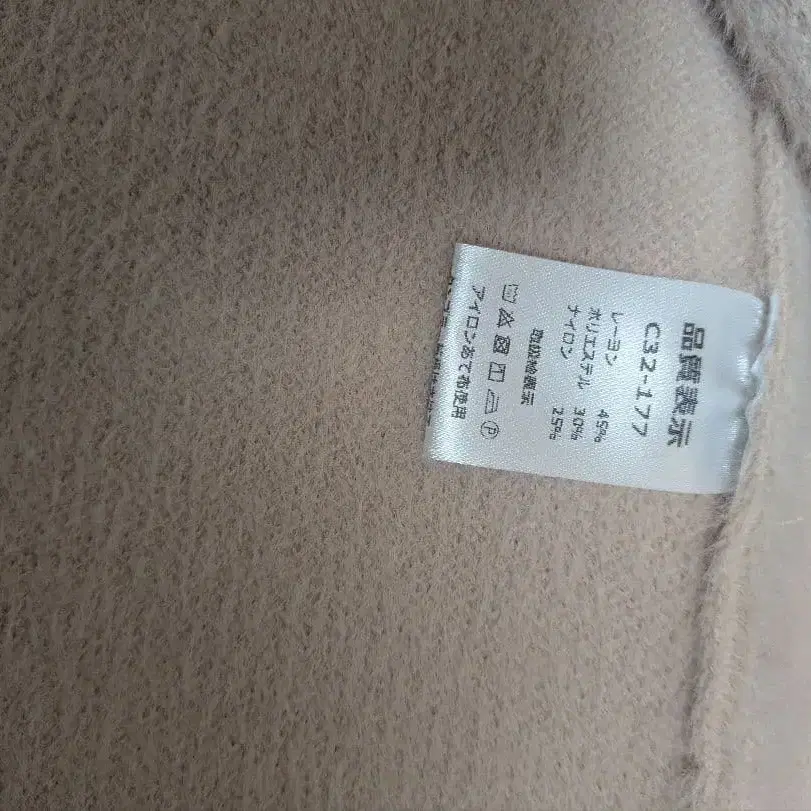 品質表示
C32-177
レーヨン 45%
ポリエステル 30%
ナイロン 25%
取扱絵表示
P
アイロンあて布使用